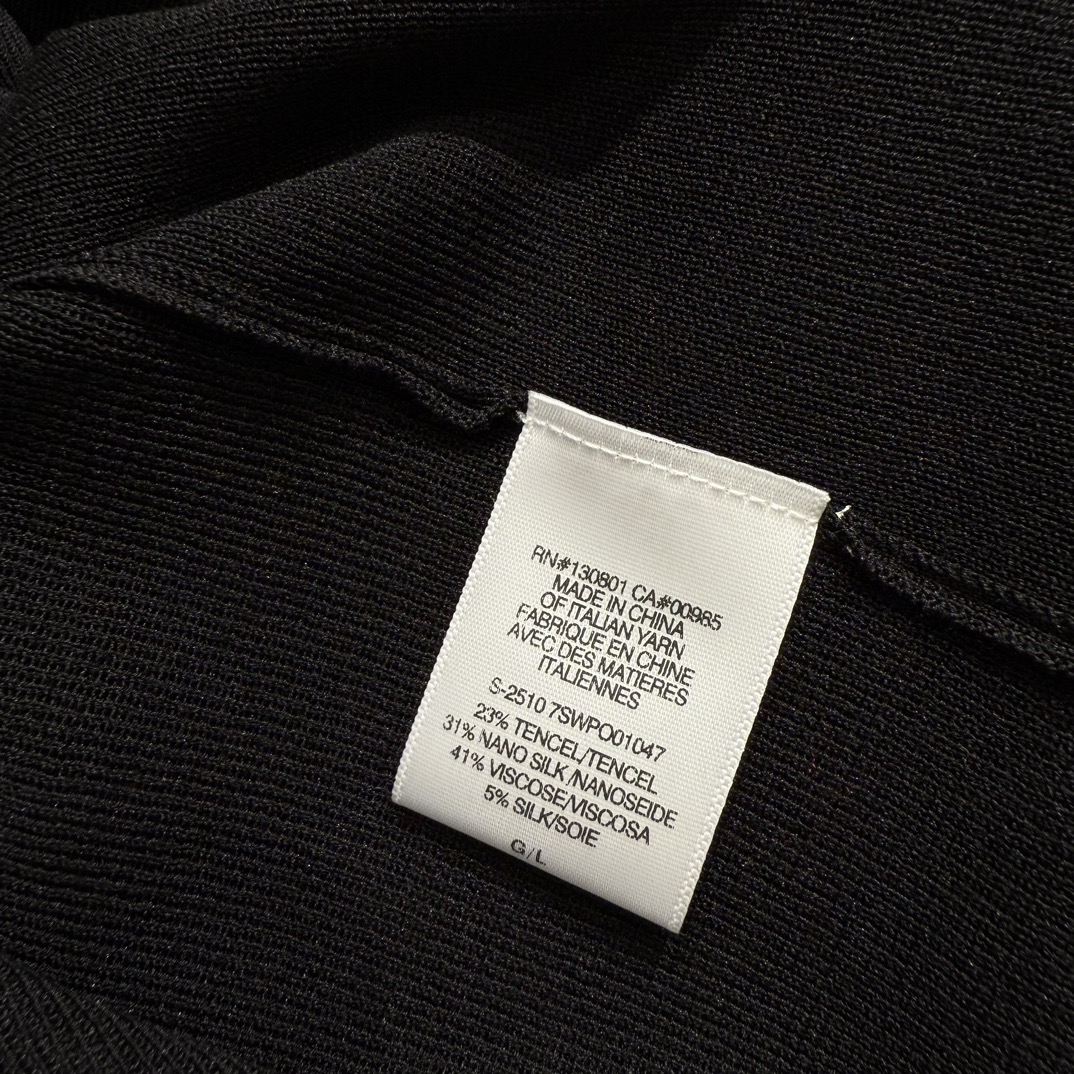 RN#130801 CA#00985
MADE IN CHINA
OF ITALIAN YARN
FABRIQUE EN CHINE
AVEC DES MATIERES
ITALIENNES
S-2510 7SWPO01047
23% TENCEL/TENCEL
31% NANO SILK/NANOSEIDE
41% VISCOSE/VISCOSA
5% SILK/SOIE
G/L